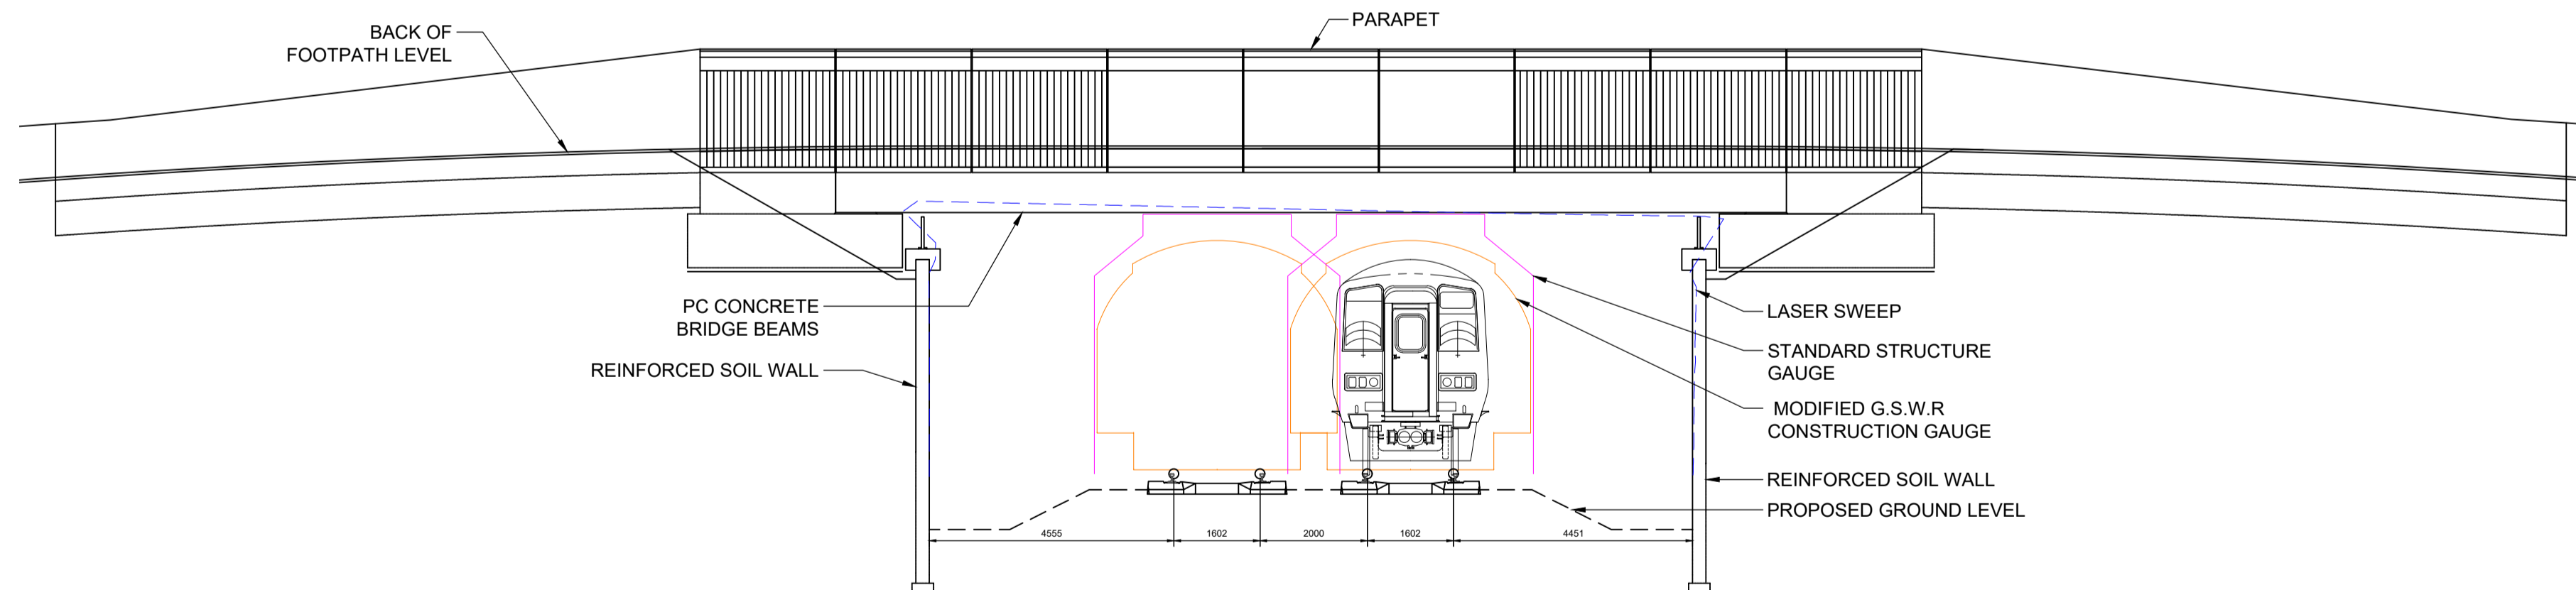 PARAPET
BACK OF
FOOTPATH LEVEL
PC CONCRETE
BRIDGE BEAMS
REINFORCED SOIL WALL
LASER SWEEP
STANDARD STRUCTURE
GAUGE
MODIFIED G.S.W.R
CONSTRUCTION GAUGE
REINFORCED SOIL WALL
PROPOSED GROUND LEVEL
4555
1602
2000
1602
4451